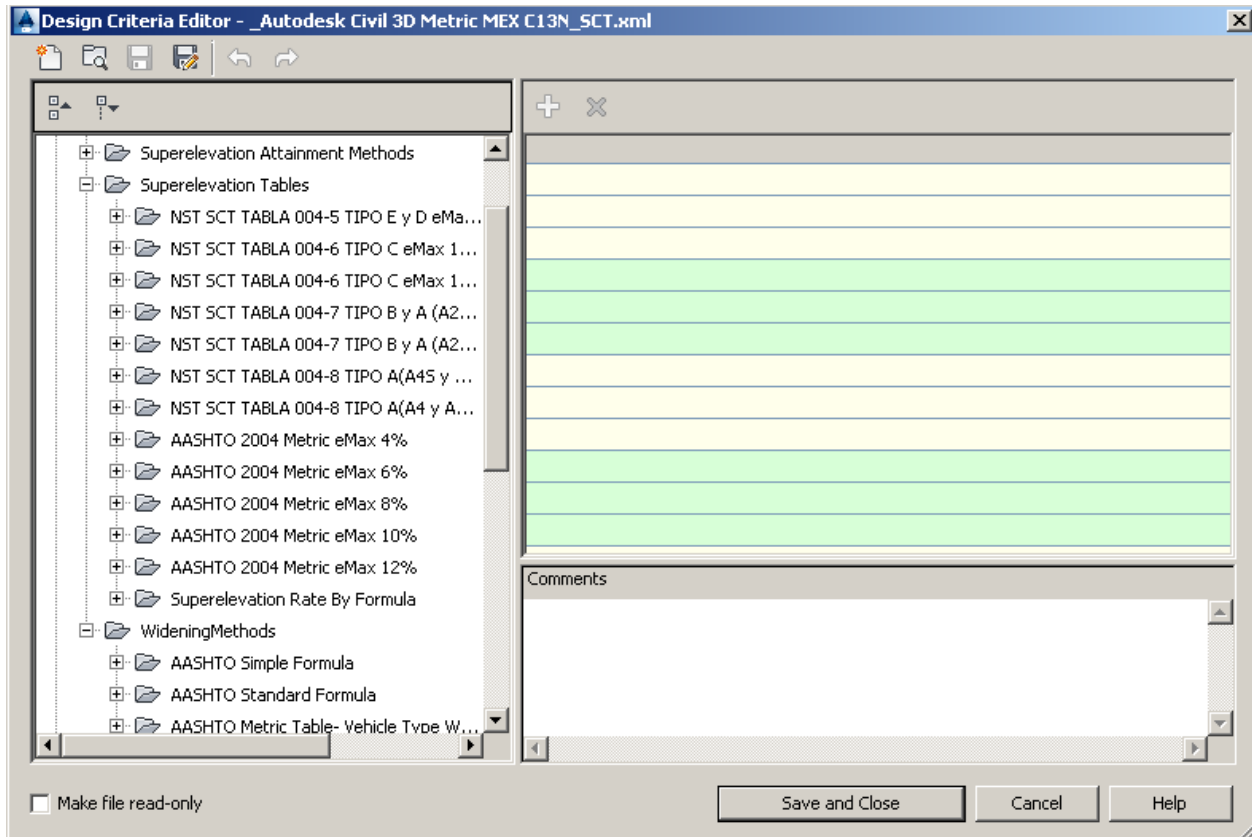 Design Criteria Editor - _Autodesk Civil 3D Metric MEX C13N_SCT.xml
Superelevation Attainment Methods
Superelevation Tables
NST SCT TABLA 004-5 TIPO E y D eMa...
NST SCT TABLA 004-6 TIPO C eMax 1...
NST SCT TABLA 004-6 TIPO C eMax 1...
NST SCT TABLA 004-7 TIPO B y A (A2...
NST SCT TABLA 004-7 TIPO B y A (A2...
NST SCT TABLA 004-8 TIPO A(A4S y ...
NST SCT TABLA 004-8 TIPO A(A4 y A...
AASHTO 2004 Metric eMax 4%
AASHTO 2004 Metric eMax 6%
AASHTO 2004 Metric eMax 8%
AASHTO 2004 Metric eMax 10%
AASHTO 2004 Metric eMax 12%
Superelevation Rate By Formula
WideningMethods
AASHTO Simple Formula
AASHTO Standard Formula
AASHTO Metric Table- Vehicle Type W...
Comments
Make file read-only
Save and Close
Cancel
Help